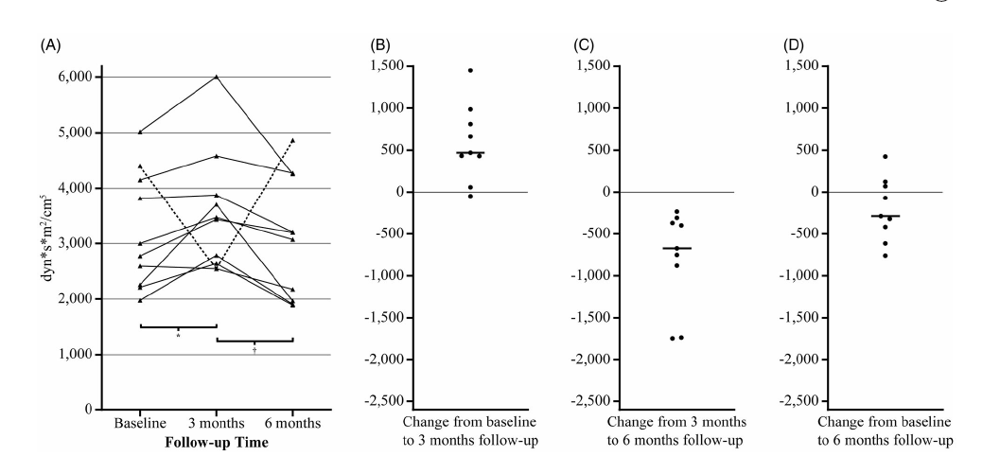 (A)
6,000
5,000
4,000
3,000
2,000
1,000
0
dyn*s*m²/cm⁵
*
†
Baseline 3 months 6 months
Follow-up Time
(B)
1,500
1,000
500
0
-500
-1,000
-1,500
-2,000
-2,500
Change from baseline
to 3 months follow-up
(C)
1,500
1,000
500
0
-500
-1,000
-1,500
-2,000
-2,500
Change from 3 months
to 6 months follow-up
(D)
1,500
1,000
500
0
-500
-1,000
-1,500
-2,000
-2,500
Change from baseline
to 6 months follow-up